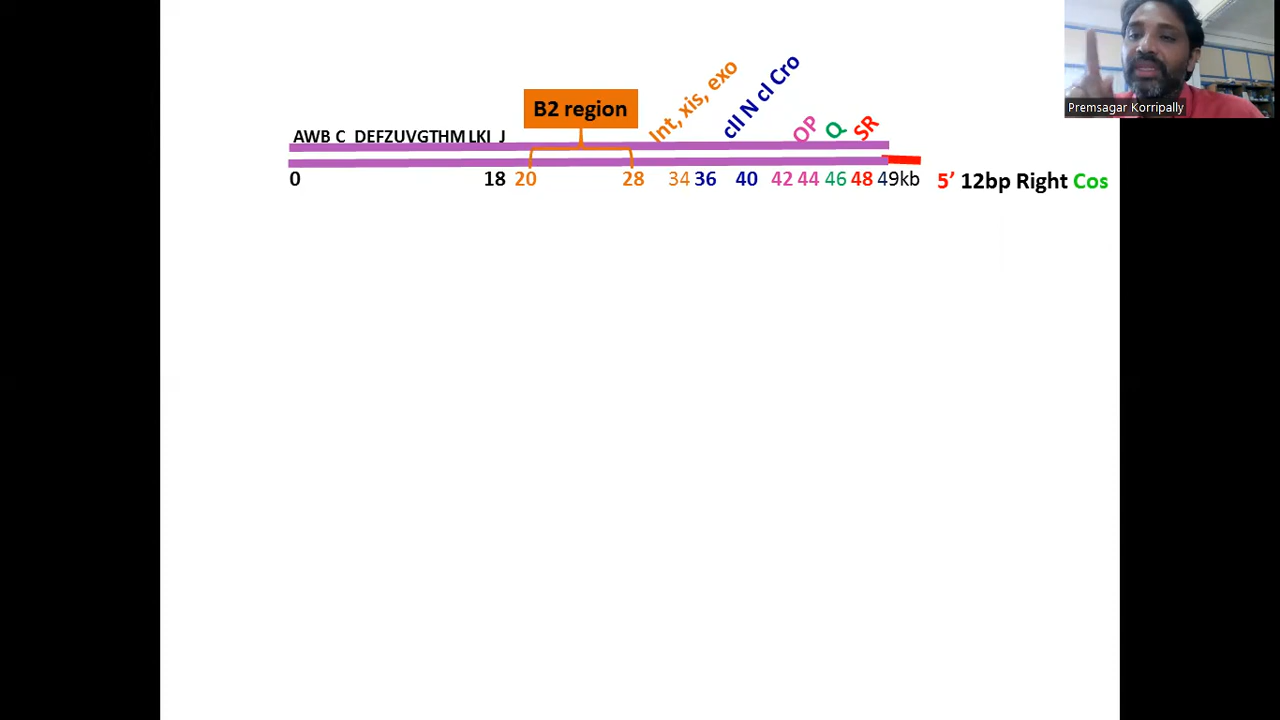 Int, xis, exo
cII N cI Cro
B2 region
OP
Q
SR
AWB C DEFZUVGTHM LKI J
0 18 20 28 34 36 40 42 44 46 48 49kb
5’ 12bp Right Cos
Premsagar Korripally